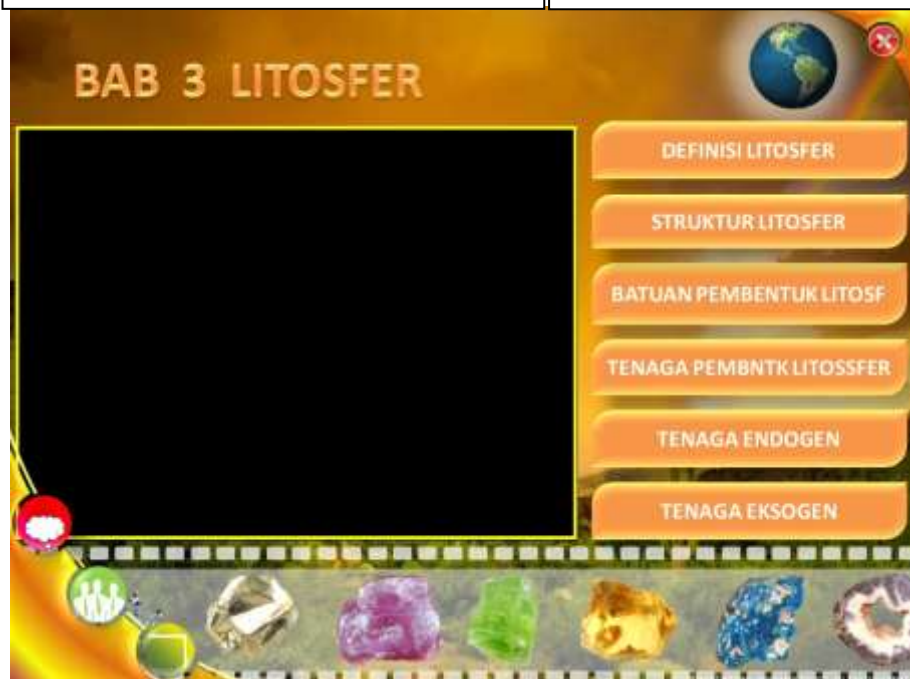 BAB 3 LITOSFER
DEFINISI LITOSFER
STRUKTUR LITOSFER
BATUAN PEMBENTUK LITOSF
TENAGA PEMBNTK LITOSSFER
TENAGA ENDOGEN
TENAGA EKSOGEN